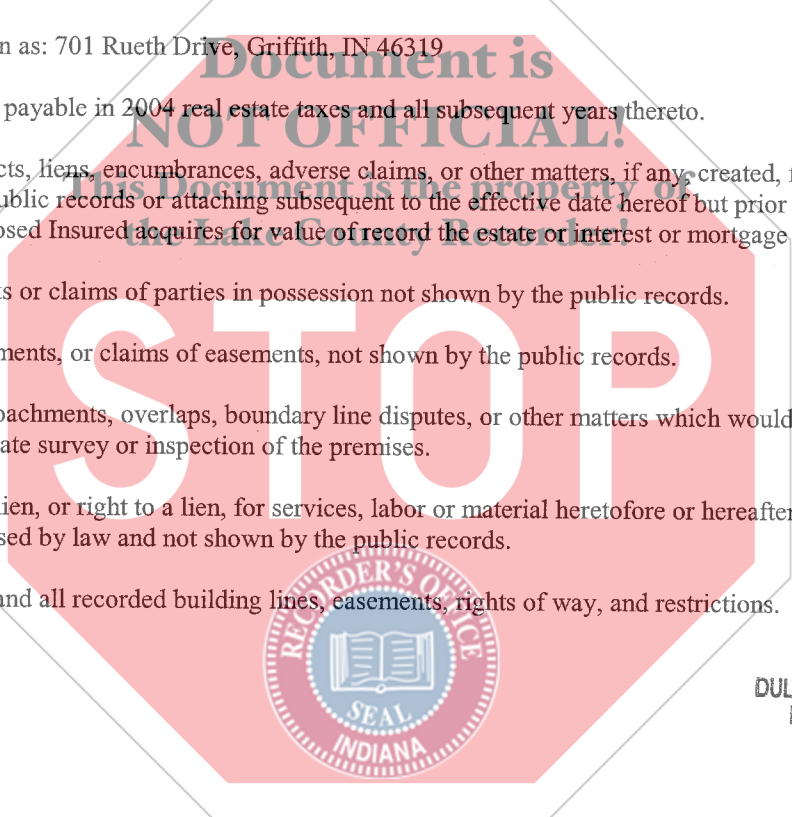 n as: 701 Rueth Drive, Griffith, IN 46319
Document is
payable in 2004 real estate taxes and all subsequent years thereto.
NOT OFFICIAL!
cts, liens, encumbrances, adverse claims, or other matters, if any, created, f
This Document is the property of
ublic records or attaching subsequent to the effective date hereof but prior
osed Insured acquires for value of record the estate or interest or mortgage
the Lake County Recorder!
s or claims of parties in possession not shown by the public records.
STOP
ments, or claims of easements, not shown by the public records.
oachments, overlaps, boundary line disputes, or other matters which would
ate survey or inspection of the premises.
ien, or right to a lien, for services, labor or material heretofore or hereafter
sed by law and not shown by the public records.
and all recorded building lines, easements, rights of way, and restrictions.
RECORDER'S OFFICE
SEAL
INDIANA
DUL